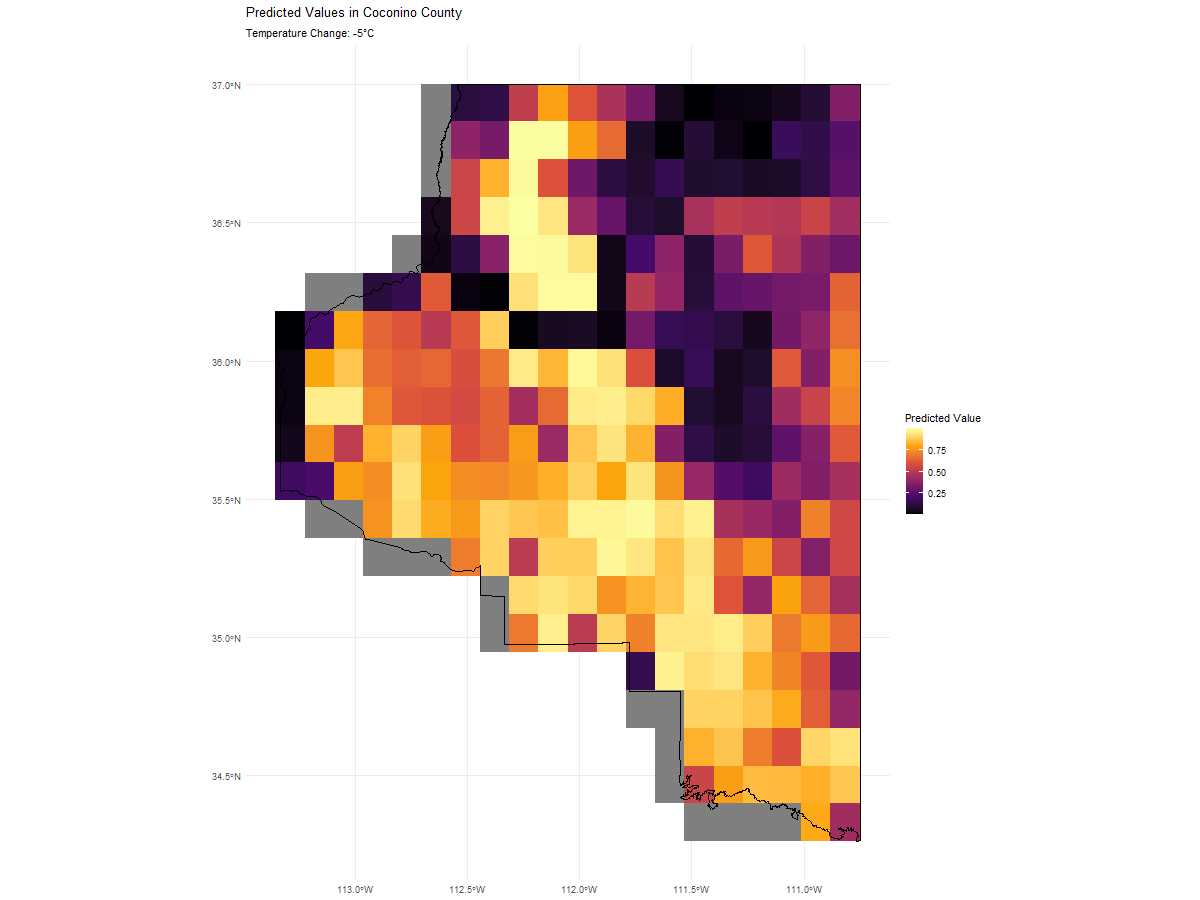 Predicted Values in Coconino County
Temperature Change: -5°C
37.0°N
36.5°N
36.0°N
35.5°N
35.0°N
34.5°N
113.0°W
112.5°W
112.0°W
111.5°W
111.0°W
Predicted Value
0.75
0.50
0.25